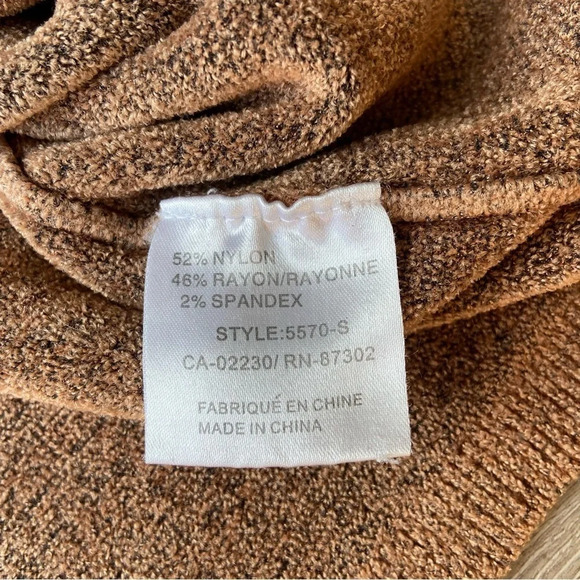 52% NYLON
46% RAYON/RAYONNE
2% SPANDEX
STYLE:5570-S
CA-02230/ RN-87302
FABRIQUÉ EN CHINE
MADE IN CHINA